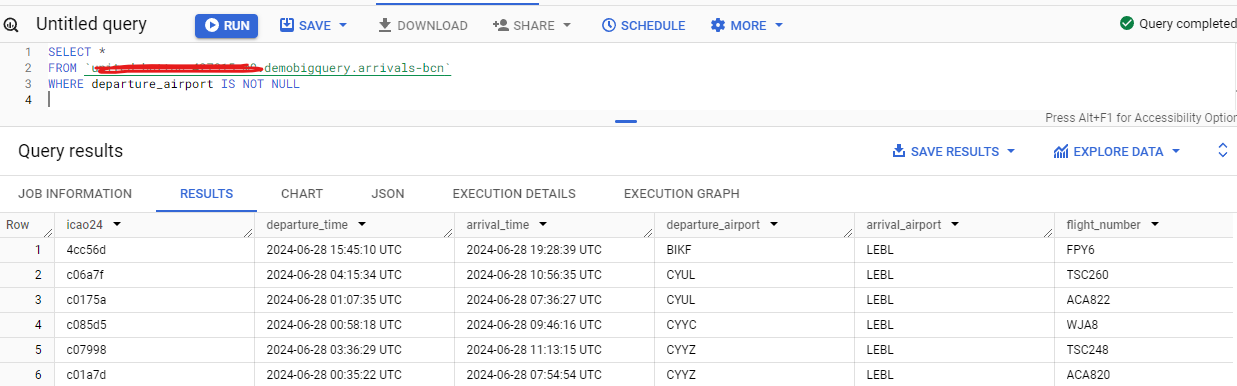 Untitled query RUN SAVE DOWNLOAD SHARE SCHEDULE MORE Query completed
1 SELECT *
2 FROM `-demobigquery.arrivals-bcn`
3 WHERE departure_airport IS NOT NULL
4
Press Alt+F1 for Accessibility Option
Query results SAVE RESULTS EXPLORE DATA
JOB INFORMATION RESULTS CHART JSON EXECUTION DETAILS EXECUTION GRAPH
Row icao24 departure_time arrival_time departure_airport arrival_airport flight_number
1 4cc56d 2024-06-28 15:45:10 UTC 2024-06-28 19:28:39 UTC BIKF LEBL FPY6
2 c06a7f 2024-06-28 04:15:34 UTC 2024-06-28 10:56:35 UTC CYUL LEBL TSC260
3 c0175a 2024-06-28 01:07:35 UTC 2024-06-28 07:36:27 UTC CYUL LEBL ACA822
4 c085d5 2024-06-28 00:58:18 UTC 2024-06-28 09:46:16 UTC CYYC LEBL WJA8
5 c07998 2024-06-28 03:36:29 UTC 2024-06-28 11:13:15 UTC CYYZ LEBL TSC248
6 c01a7d 2024-06-28 00:35:22 UTC 2024-06-28 07:54:54 UTC CYYZ LEBL ACA820